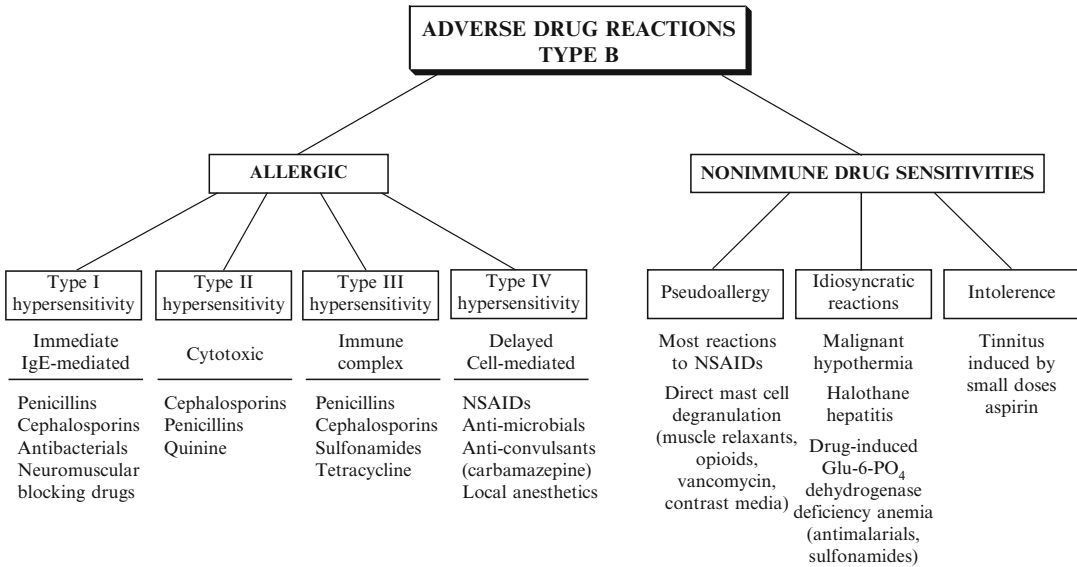 ADVERSE DRUG REACTIONS
TYPE B
ALLERGIC
NONIMMUNE DRUG SENSITIVITIES
Type I
hypersensitivity
Immediate
IgE-mediated
Penicillins
Cephalosporins
Antibacterials
Neuromuscular
blocking drugs
Type II
hypersensitivity
Cytotoxic
Cephalosporins
Penicillins
Quinine
Type III
hypersensitivity
Immune
complex
Penicillins
Cephalosporins
Sulfonamides
Tetracycline
Type IV
hypersensitivity
Delayed
Cell-mediated
NSAIDs
Anti-microbials
Anti-convulsants
(carbamazepine)
Local anesthetics
Pseudoallergy
Most reactions
to NSAIDs
Direct mast cell
degranulation
(muscle relaxants,
opioids,
vancomycin,
contrast media)
Idiosyncratic
reactions
Malignant
hypothermia
Halothane
hepatitis
Drug-induced
Glu-6-PO4
dehydrogenase
deficiency anemia
(antimalarials,
sulfonamides)
Intolerence
Tinnitus
induced by
small doses
aspirin